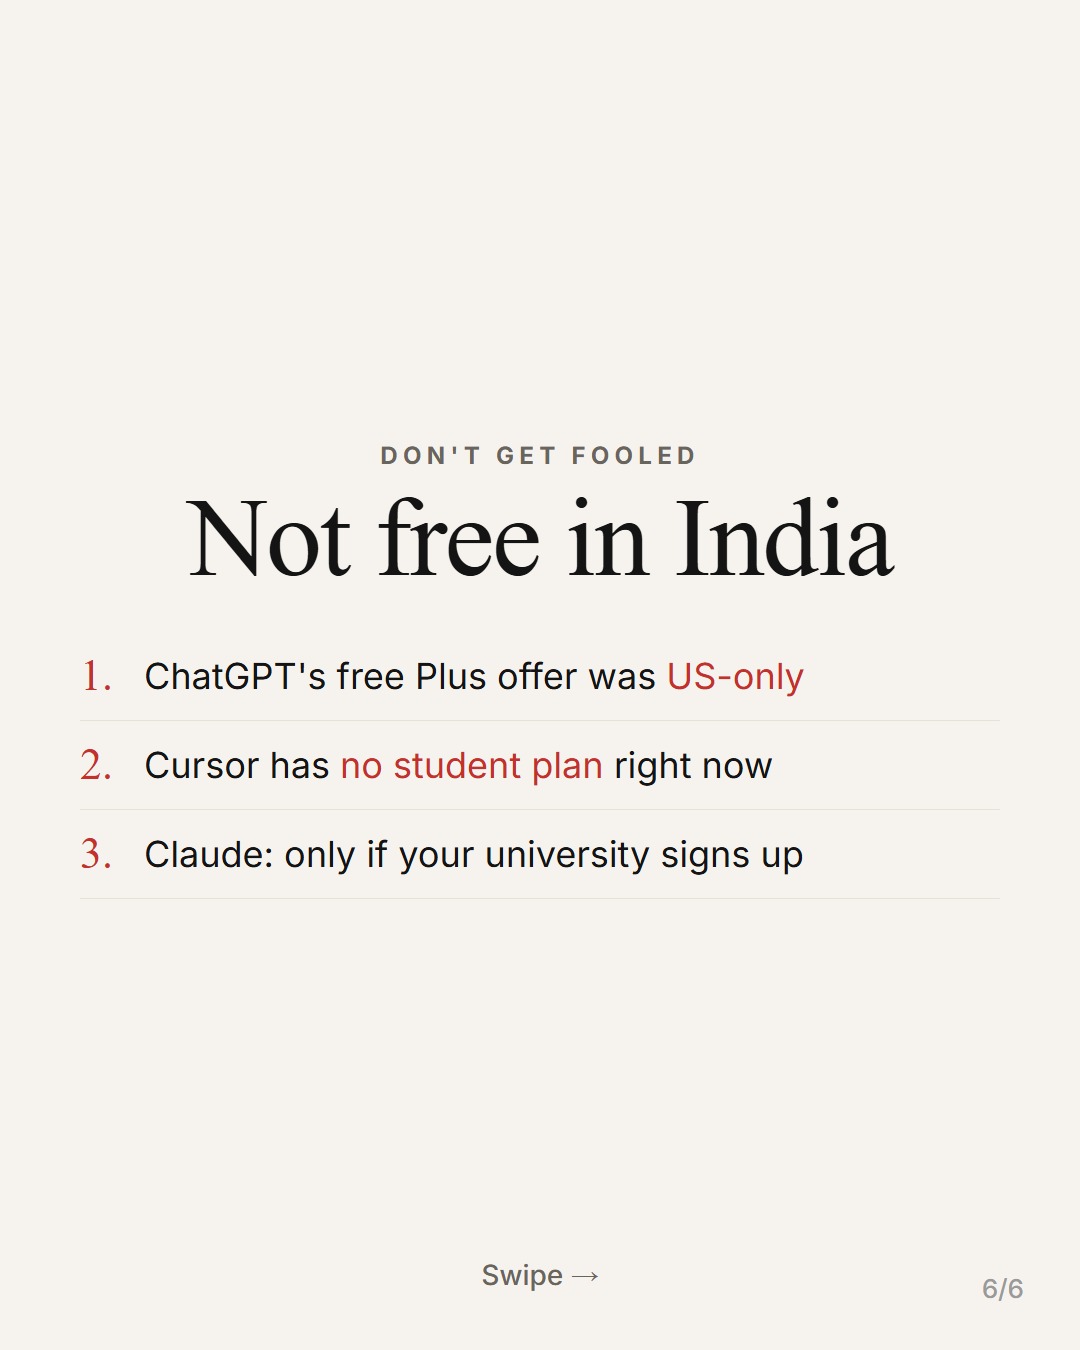 DON'T GET FOOLED
Not free in India
1. ChatGPT's free Plus offer was US-only
2. Cursor has no student plan right now
3. Claude: only if your university signs up
Swipe →
6/6